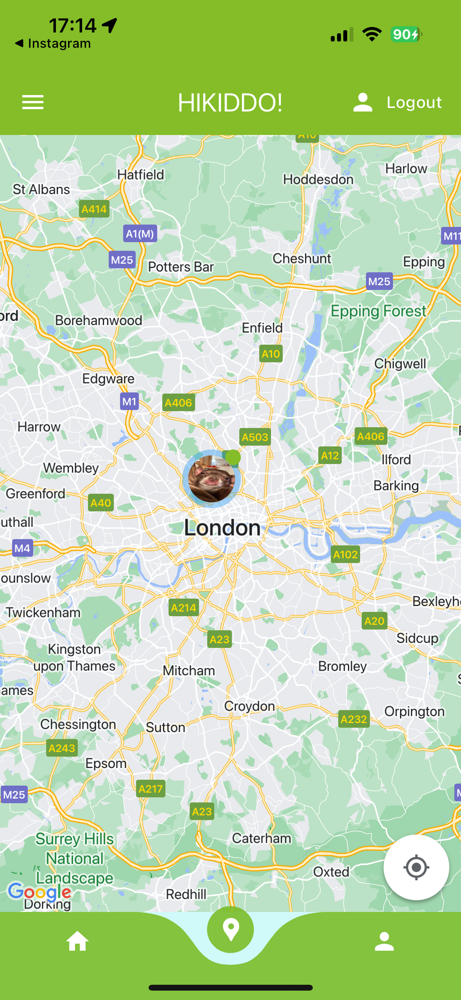 17:14
Instagram
90
HIKIDDO!
Logout
A10
Hatfield
Harlow
Hoddesdon
St Albans
A414
A1(M)
M11
M25
Potters Bar
Cheshunt
Epping
M25
Epping Forest
ord
Borehamwood
Enfield
A10
Chigwell
Edgware
M1
A406
Harrow
A503
A406
A12
Ilford
Wembley
Barking
Greenford
A40
uthall
London
M4
A102
ounslow
Bexleyhe
Twickenham
A214
A20
A23
Sidcup
Kingston
upon Thames
Mitcham
Bromley
S
ames
Croydon
Orpington
A232
Chessington
Sutton
A243
Epsom
A217
M25
M
A23
Surrey Hills
National
Landscape
Caterham
Oxted
Google
Redhill
Dorking